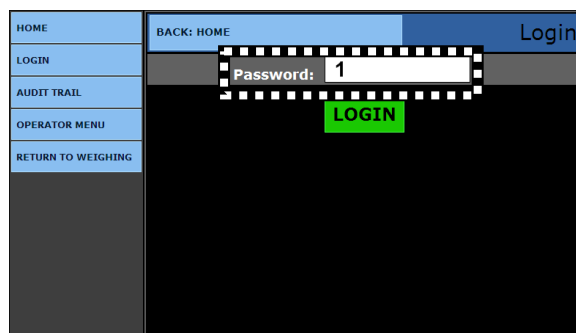 HOME
LOGIN
AUDIT TRAIL
OPERATOR MENU
RETURN TO WEIGHING
BACK: HOME
Login
Password: 1
LOGIN